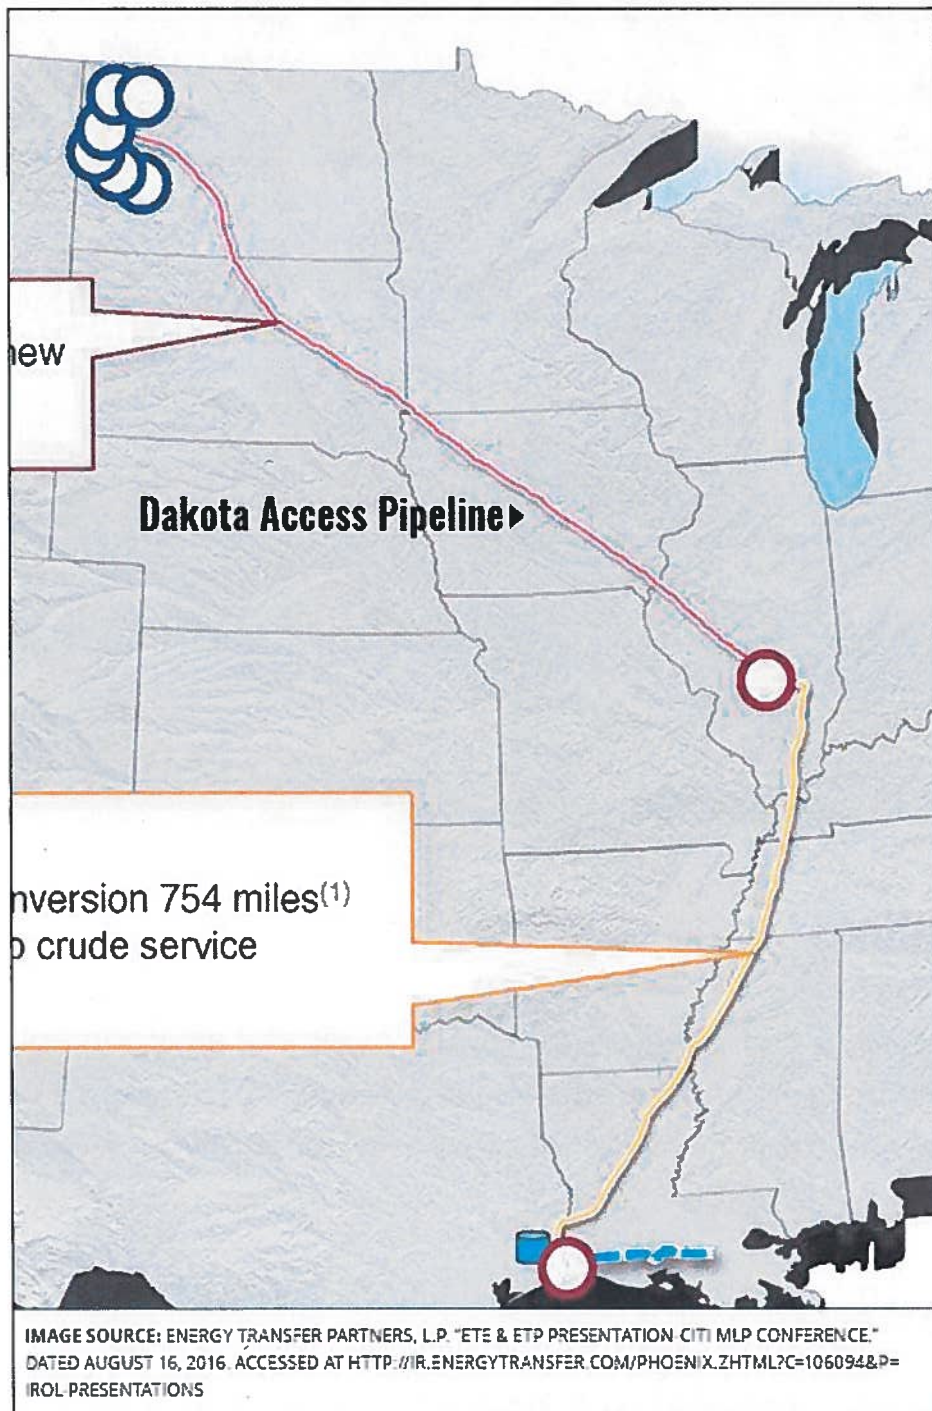 new
Dakota Access Pipeline▸
nversion 754 miles(1)
o crude service
IMAGE SOURCE: ENERGY TRANSFER PARTNERS, L.P. "ETE & ETP PRESENTATION-CITI MLP CONFERENCE."
DATED AUGUST 16, 2016. ACCESSED AT HTTP://IR.ENERGYTRANSFER.COM/PHOENIX.ZHTML?C=106094&P=
IROL-PRESENTATIONS